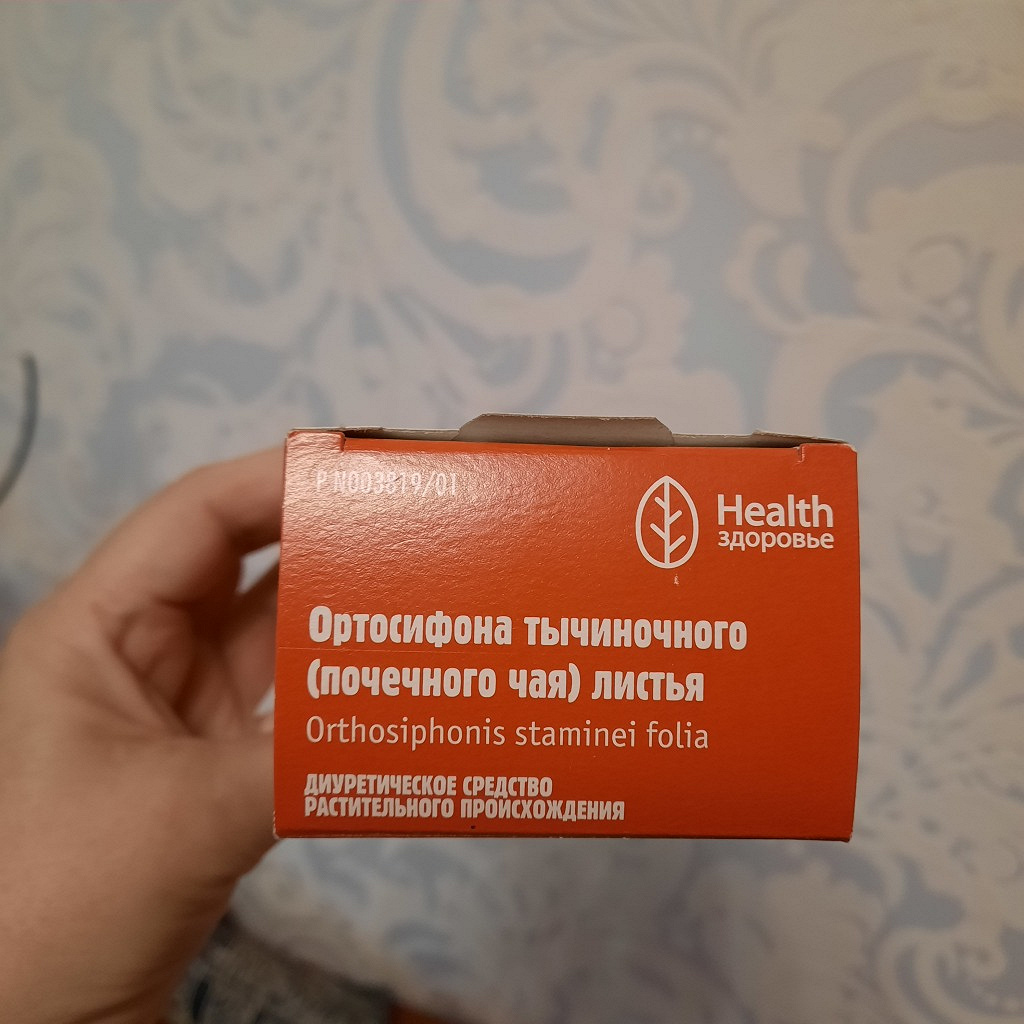 Р N003819/01
Health
здоровье
Ортосифона тычиночного
(почечного чая) листья
Orthosiphonis staminei folia
ДИУРЕТИЧЕСКОЕ СРЕДСТВО
РАСТИТЕЛЬНОГО ПРОИСХОЖДЕНИЯ